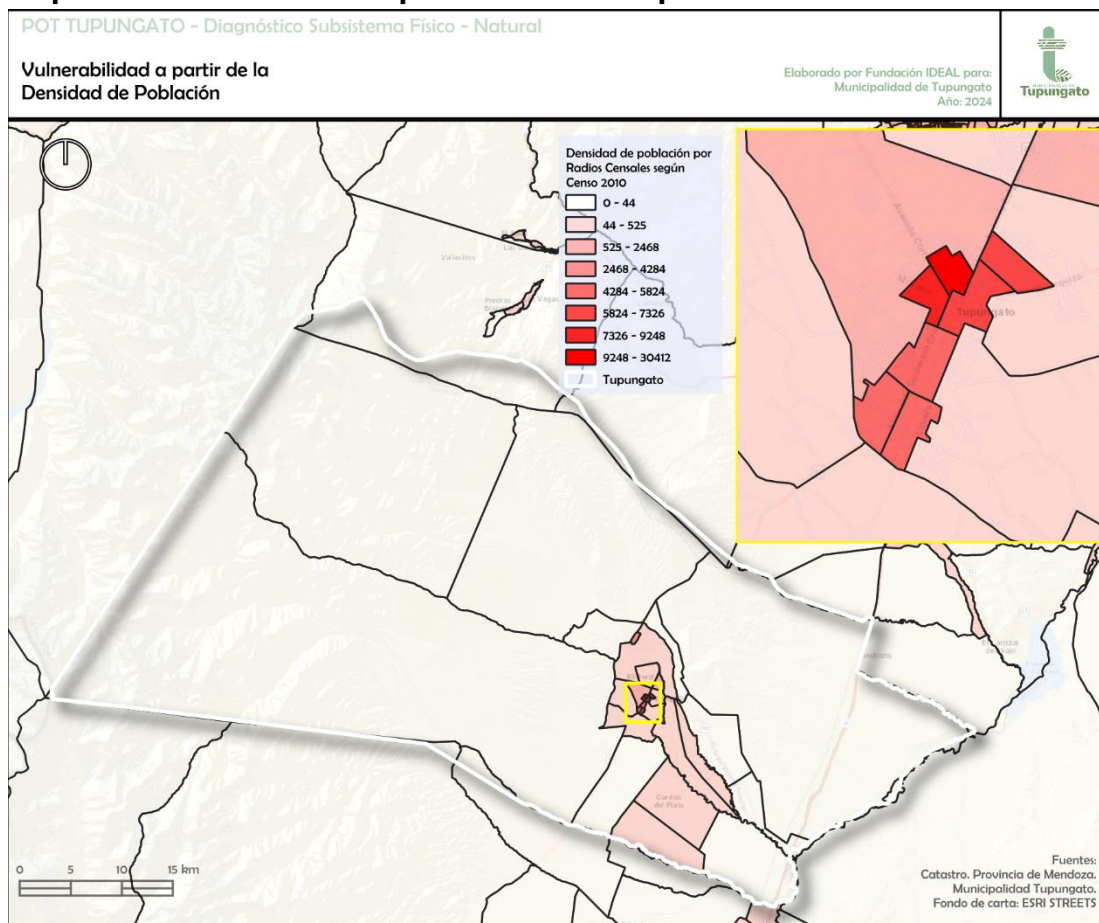 POT TUPUNGATO - Diagnóstico Subsistema Físico - Natural
Vulnerabilidad a partir de la
Densidad de Población
Elaborado por Fundación IDEAL para:
Municipalidad de Tupungato
Año: 2024
Tupungato
Densidad de población por
Radios Censales según
Censo 2010
0 - 44
44 - 525
525 - 2468
2468 - 4284
4284 - 5824
5824 - 7326
7326 - 9248
9248 - 30412
Tupungato
Vallecitos
Tupungato
Cordón
del Plata
0 5 10 15 km
Fuentes:
Catastro. Provincia de Mendoza.
Municipalidad Tupungato.
Fondo de carta: ESRI STREETS